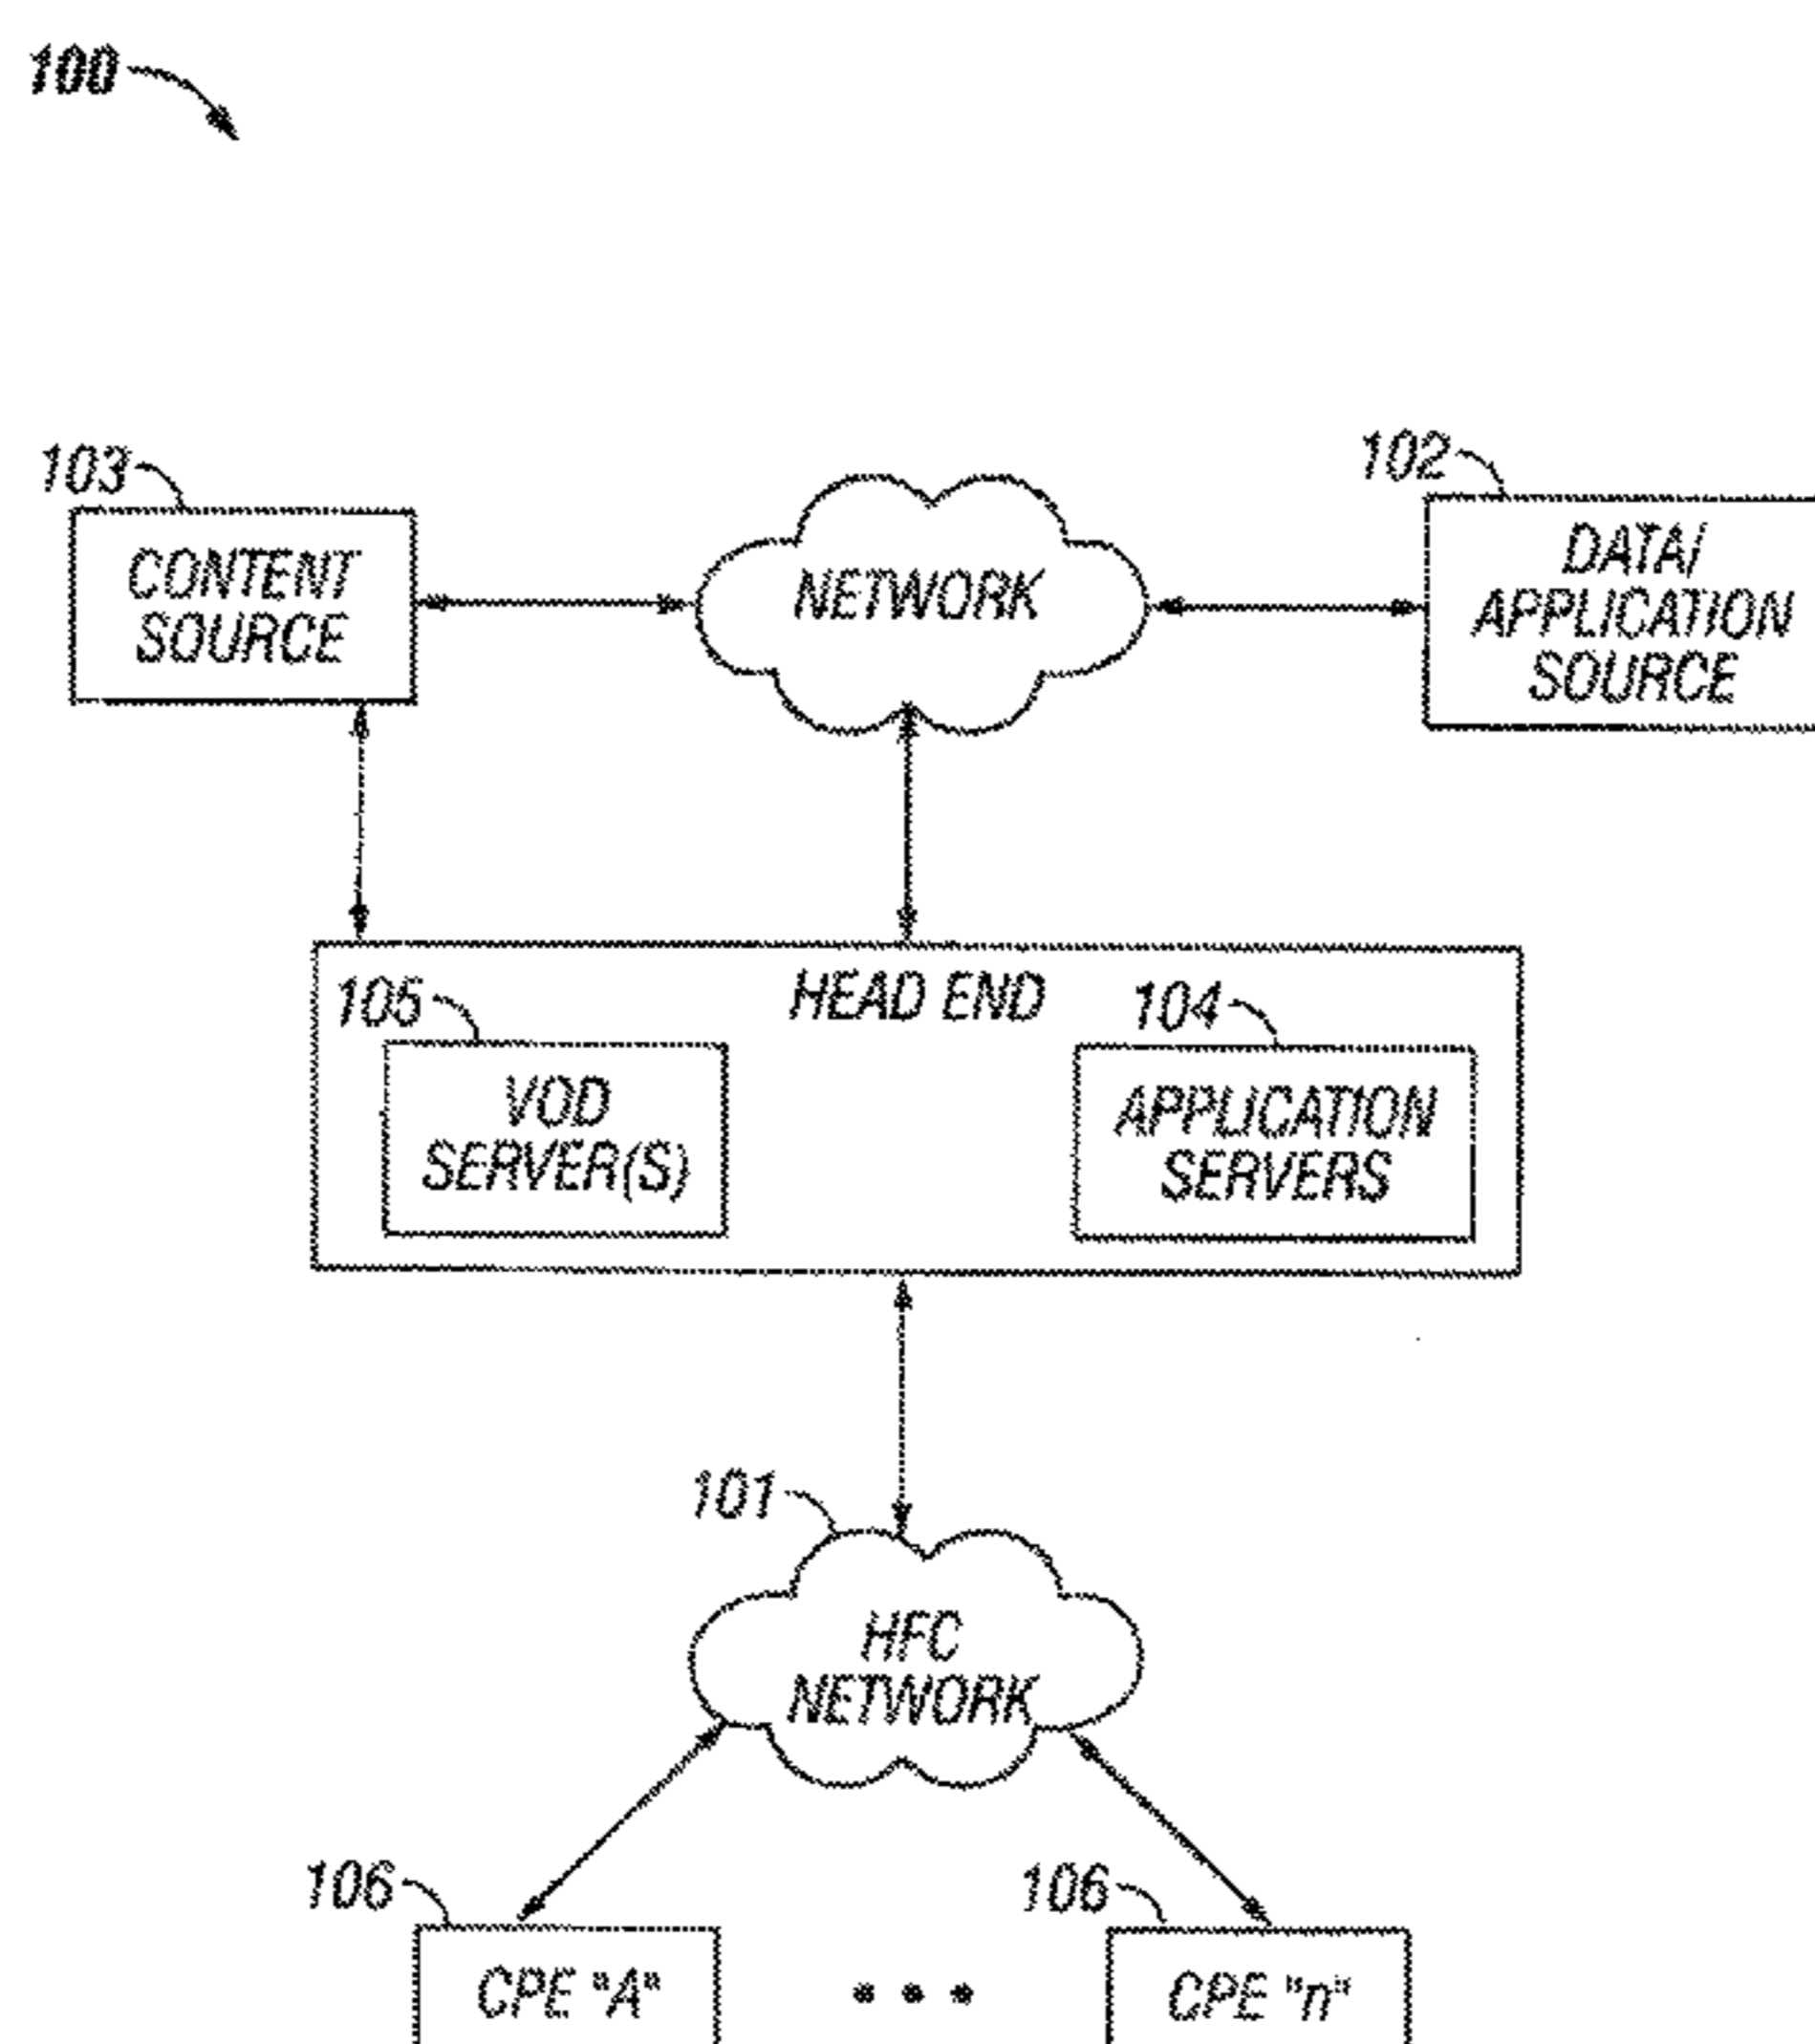 100
103
CONTENT
SOURCE
NETWORK
102
DATA/
APPLICATION
SOURCE
HEAD END
105
VOD
SERVER(S)
104
APPLICATION
SERVERS
101
HFC
NETWORK
106
CPE "A"
• • •
106
CPE "n"